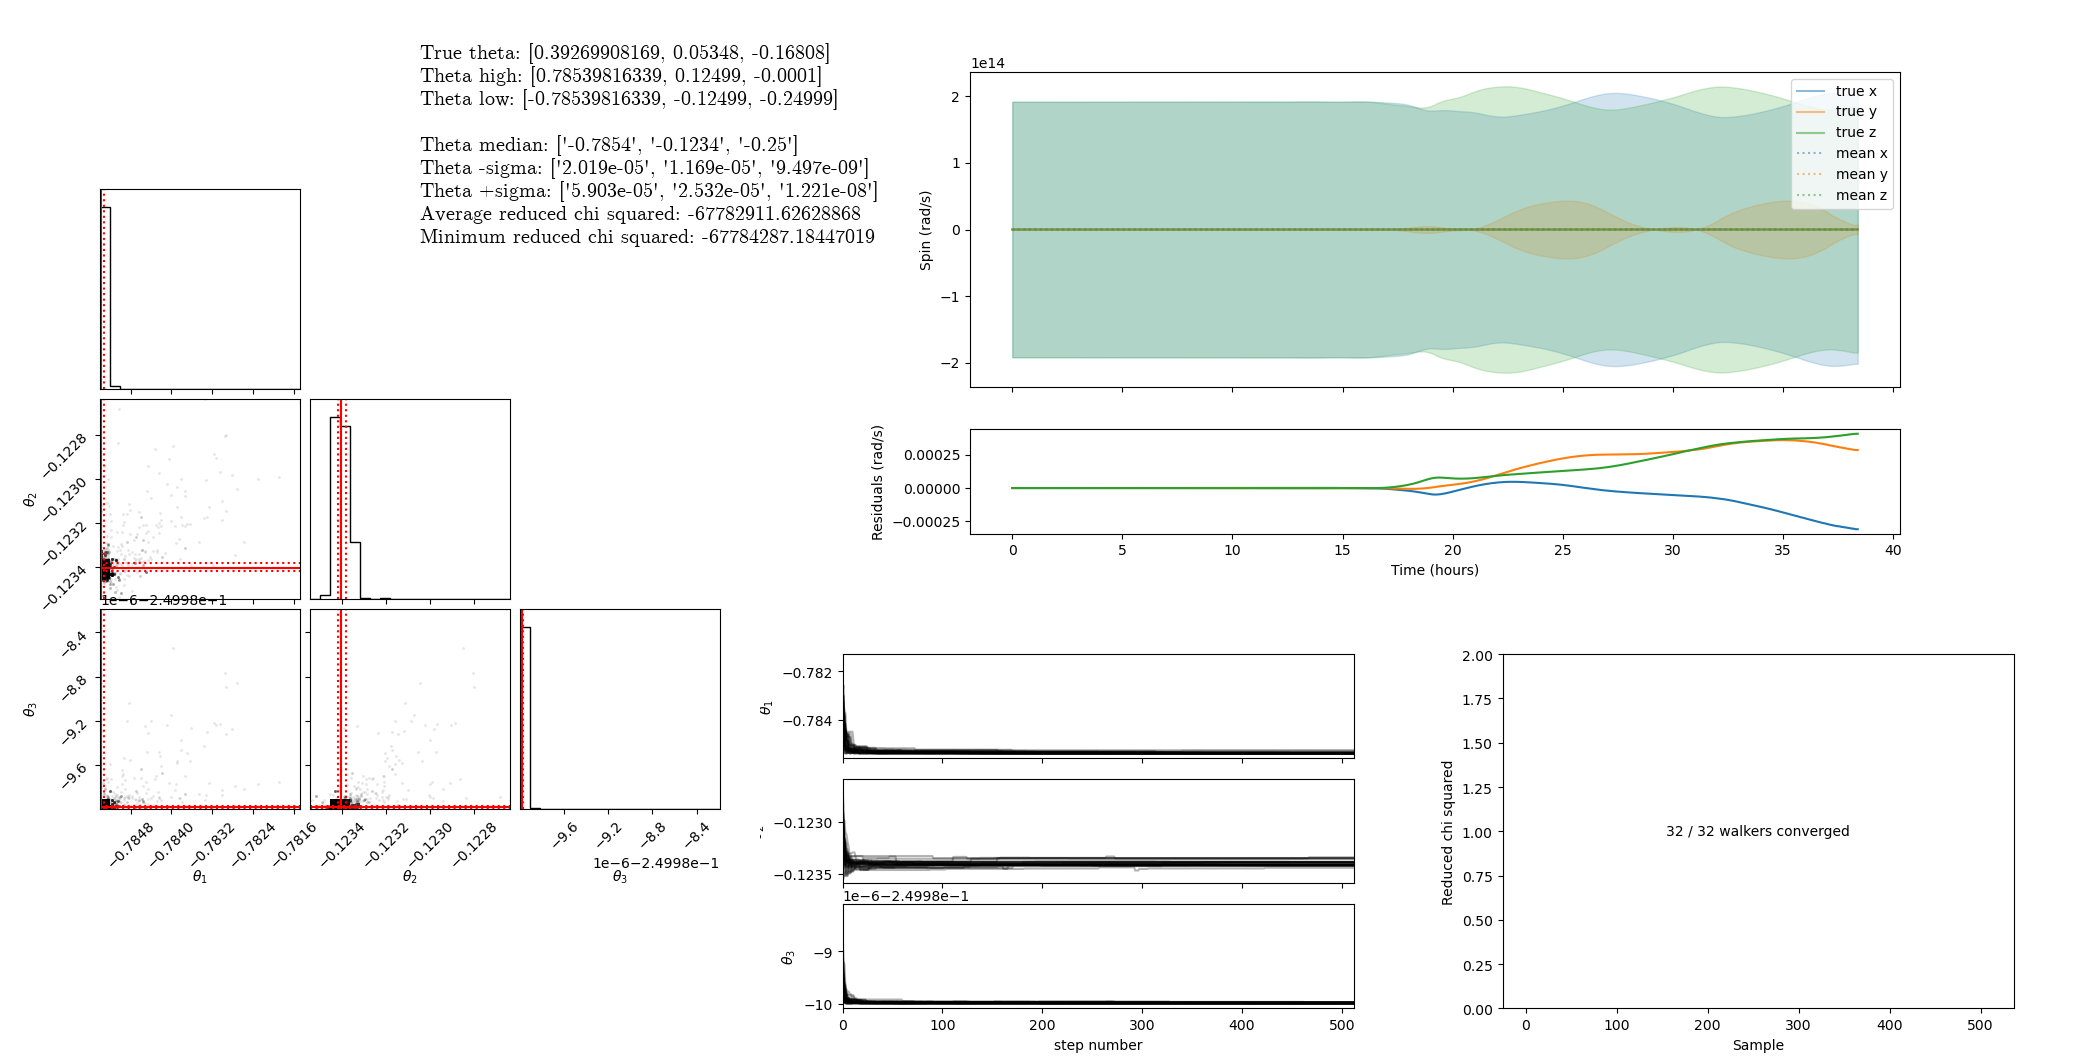 True theta: [0.39269908169, 0.05348, -0.16808]
Theta high: [0.78539816339, 0.12499, -0.0001]
Theta low: [-0.78539816339, -0.12499, -0.24999]
Theta median: ['-0.7854', '-0.1234', '-0.25']
Theta -sigma: ['2.019e-05', '1.169e-05', '9.497e-09']
Theta +sigma: ['5.903e-05', '2.532e-05', '1.221e-08']
Average reduced chi squared: -67782911.62628868
Minimum reduced chi squared: -67784287.18447019
1e14
2
1
0
−1
−2
Spin (rad/s)
true x
true y
true z
mean x
mean y
mean z
0.00025
0.00000
−0.00025
Residuals (rad/s)
0 5 10 15 20 25 30 35 40
Time (hours)
−0.1228
−0.1230
−0.1232
−0.1234
θ2
1e−6−2.4998e−1
−8.4
−8.8
−9.2
−9.6
θ3
−0.7848 −0.7840 −0.7832 −0.7824 −0.7816
θ1
−0.1234 −0.1232 −0.1230 −0.1228
θ2
−9.6 −9.2 −8.8 −8.4
1e−6−2.4998e−1
θ3
−0.782
−0.784
θ1
−0.1230
−0.1235
1e−6−2.4998e−1
−9
−10
θ3
0 100 200 300 400 500
step number
2.00
1.75
1.50
1.25
1.00
0.75
0.50
0.25
0.00
Reduced chi squared
32 / 32 walkers converged
0 100 200 300 400 500
Sample